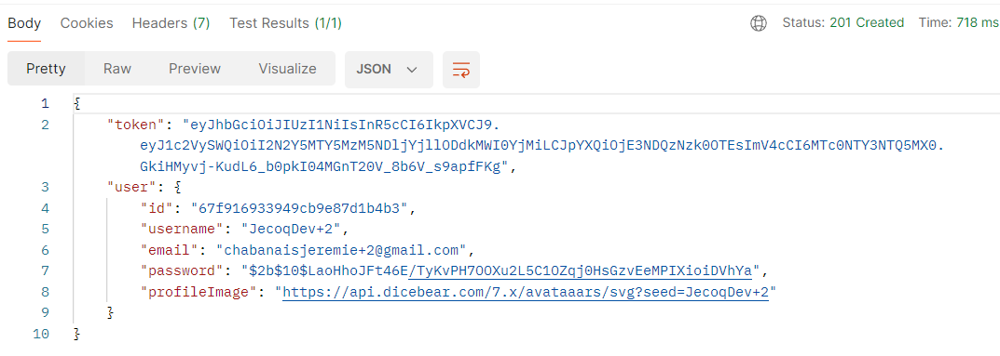 Body Cookies Headers (7) Test Results (1/1) Status: 201 Created Time: 718 ms
Pretty Raw Preview Visualize JSON
1 {
2 "token": "eyJhbGciOiJIUzI1NiIsInR5cCI6IkpXVCJ9.
eyJ1c2VySWQiOiI2N2Y5MTY5MzM5NDljYjllODdkMWI0YjMiLCJpYXQiOjE3NDQzNzk0OTEsImV4cCI6MTc0NTY3NTQ5MX0.
GkiHMyvj-KudL6_b0pkI04MGnT20V_8b6V_s9apfFKg",
3 "user": {
4 "id": "67f916933949cb9e87d1b4b3",
5 "username": "JecoqDev+2",
6 "email": "chabanaisjeremie+2@gmail.com",
7 "password": "$2b$10$LaoHhoJFt46E/TyKvPH7OOXu2L5C1OZqj0HsGzvEeMPIXioiDVhYa",
8 "profileImage": "https://api.dicebear.com/7.x/avataaars/svg?seed=JecoqDev+2"
9 }
10 }